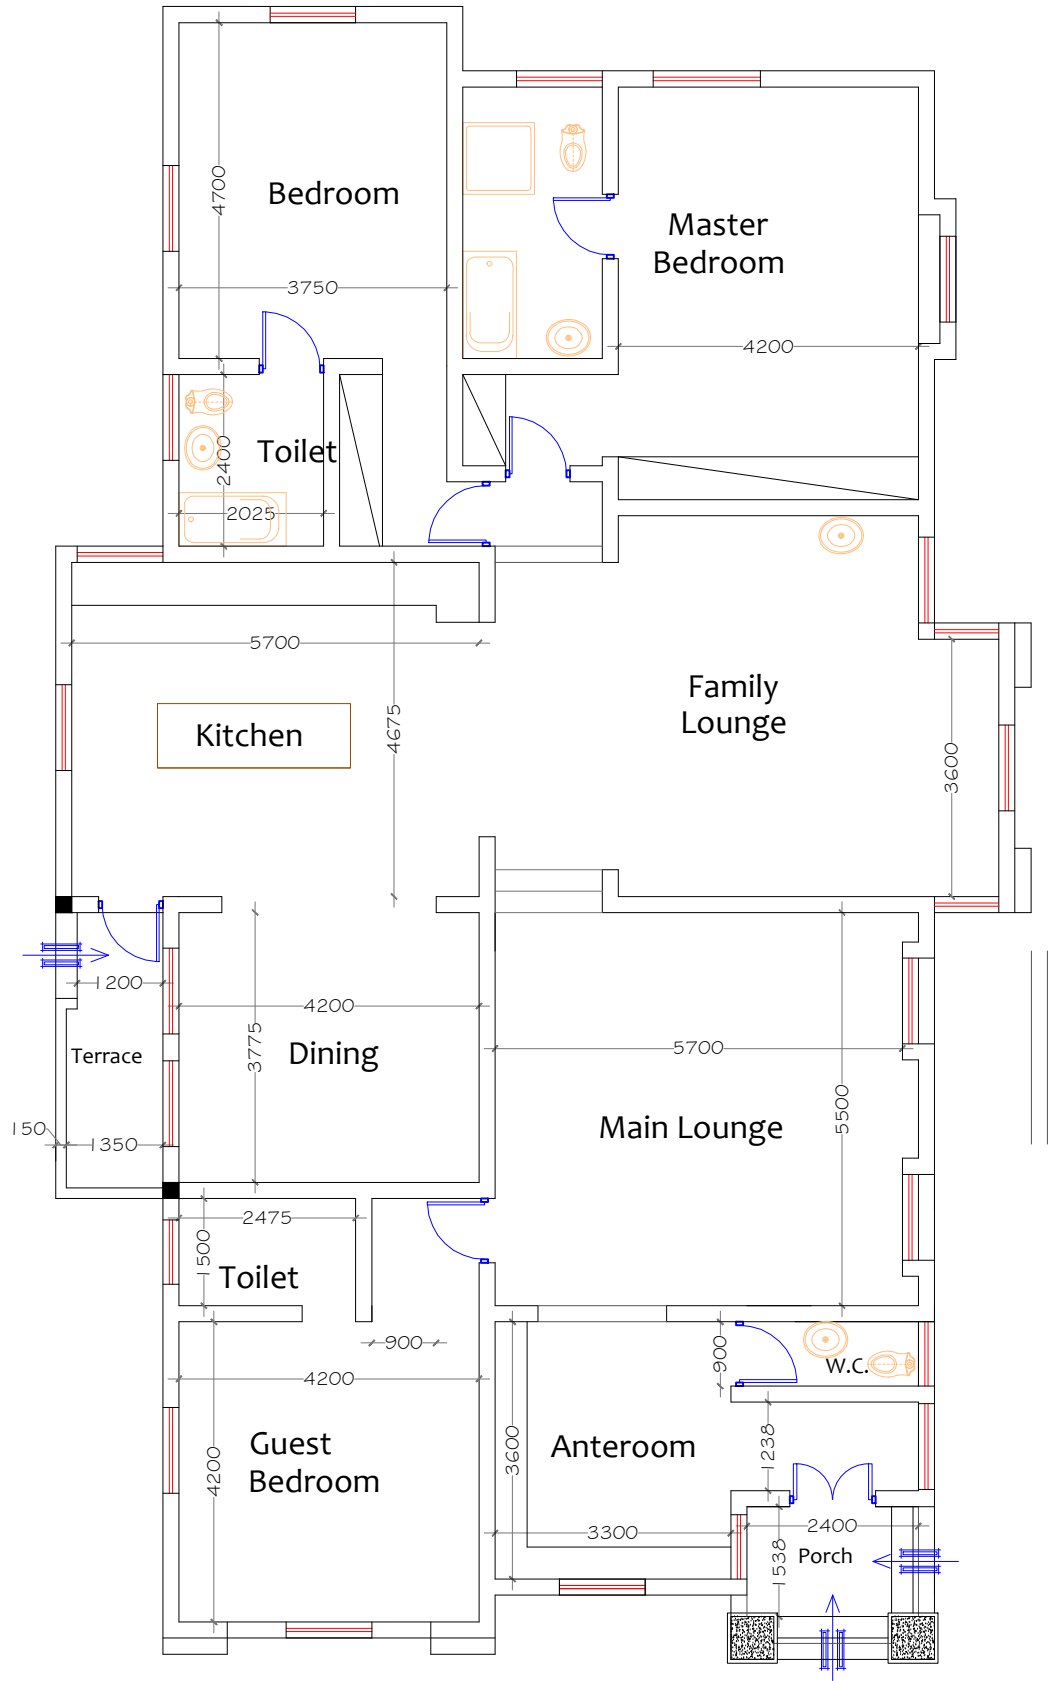 4700
Bedroom
3750
Master
Bedroom
4200
2400
Toilet
2025
5700
4675
Kitchen
Family
Lounge
3600
1200
4200
3775
Dining
Terrace
150
1350
5700
5500
Main Lounge
2475
1500
Toilet
900
4200
900
W.C.
Guest
Bedroom
4200
3600
Anteroom
1238
3300
2400
1538
Porch